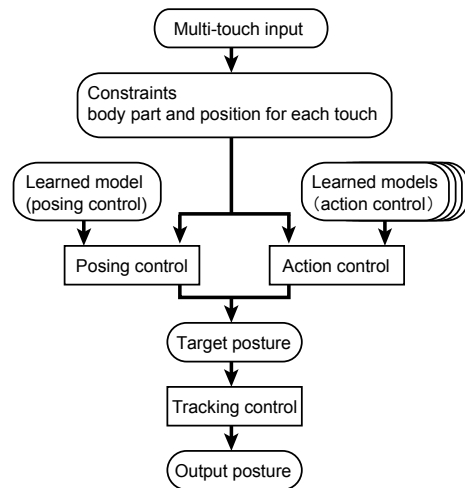 Multi-touch input
Constraints
body part and position for each touch
Learned model
(posing control)
Learned models
（action control）
Posing control
Action control
Target posture
Tracking control
Output posture